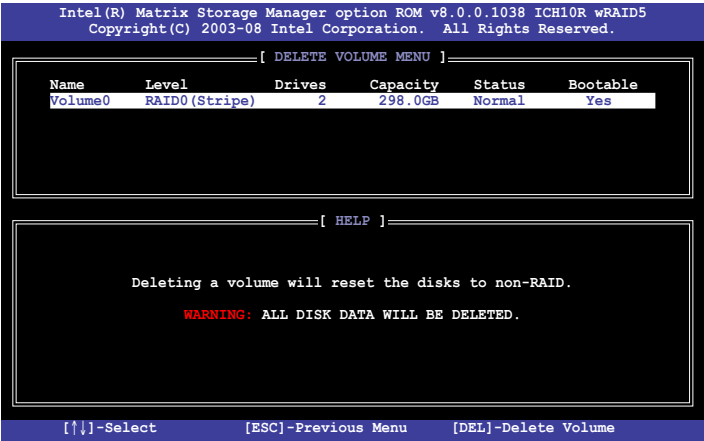 Intel(R) Matrix Storage Manager option ROM v8.0.0.1038 ICH10R wRAID5
Copyright(C) 2003-08 Intel Corporation. All Rights Reserved.
[ DELETE VOLUME MENU ]
Name Level Drives Capacity Status Bootable
Volume0 RAID0(Stripe) 2 298.0GB Normal Yes
[ HELP ]
Deleting a volume will reset the disks to non-RAID.
WARNING: ALL DISK DATA WILL BE DELETED.
[↑↓]-Select [ESC]-Previous Menu [DEL]-Delete Volume